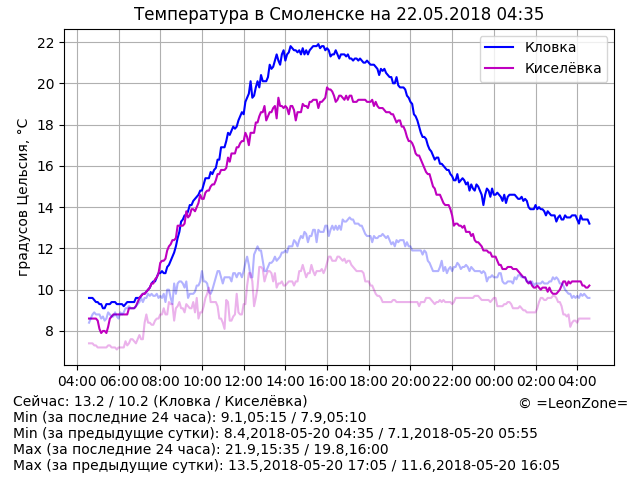 Температура в Смоленске на 22.05.2018 04:35
Кловка
Киселёвка
градусов Цельсия, °C
22
20
18
16
14
12
10
8
04:00 06:00 08:00 10:00 12:00 14:00 16:00 18:00 20:00 22:00 00:00 02:00 04:00
Сейчас: 13.2 / 10.2 (Кловка / Киселёвка)
© =LeonZone=
Min (за последние 24 часа): 9.1,05:15 / 7.9,05:10
Min (за предыдущие сутки): 8.4,2018-05-20 04:35 / 7.1,2018-05-20 05:55
Max (за последние 24 часа): 21.9,15:35 / 19.8,16:00
Max (за предыдущие сутки): 13.5,2018-05-20 17:05 / 11.6,2018-05-20 16:05